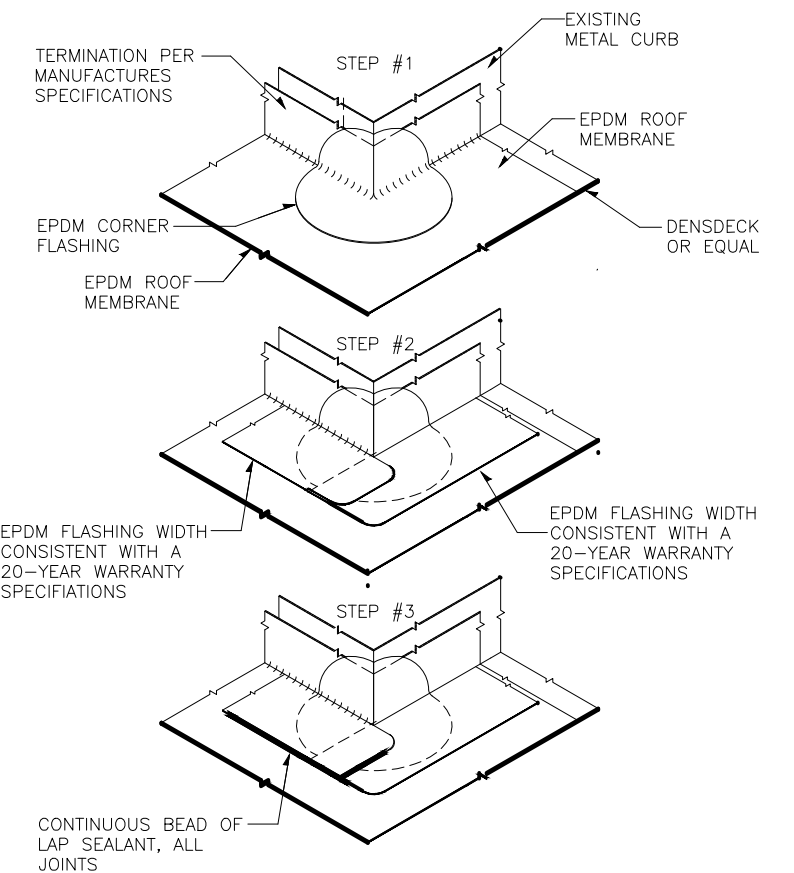 EXISTING
METAL CURB
TERMINATION PER
MANUFACTURES
SPECIFICATIONS
STEP #1
EPDM ROOF
MEMBRANE
EPDM CORNER
FLASHING
DENSDECK
OR EQUAL
EPDM ROOF
MEMBRANE
STEP #2
EPDM FLASHING WIDTH
CONSISTENT WITH A
20-YEAR WARRANTY
SPECIFIATIONS
EPDM FLASHING WIDTH
CONSISTENT WITH A
20-YEAR WARRANTY
SPECIFICATIONS
STEP #3
CONTINUOUS BEAD OF
LAP SEALANT, ALL
JOINTS